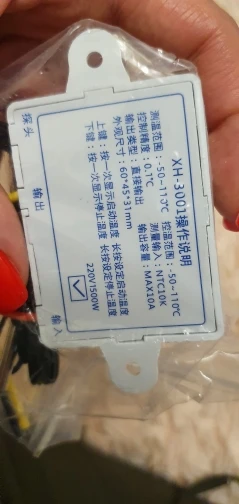 XH-3001操作说明
测温范围:-50~110℃ 控温范围:-50~110℃
控制精度:0.1℃ 测量输入:NTC10K
输出类型:直接输出 输出容量:MAX10A
外观尺寸:60*45*31mm
上键:按一次显示启动温度 长按设定启动温度
下键:按一次显示停止温度 长按设定停止温度
220V1500W
探头 输出 输入